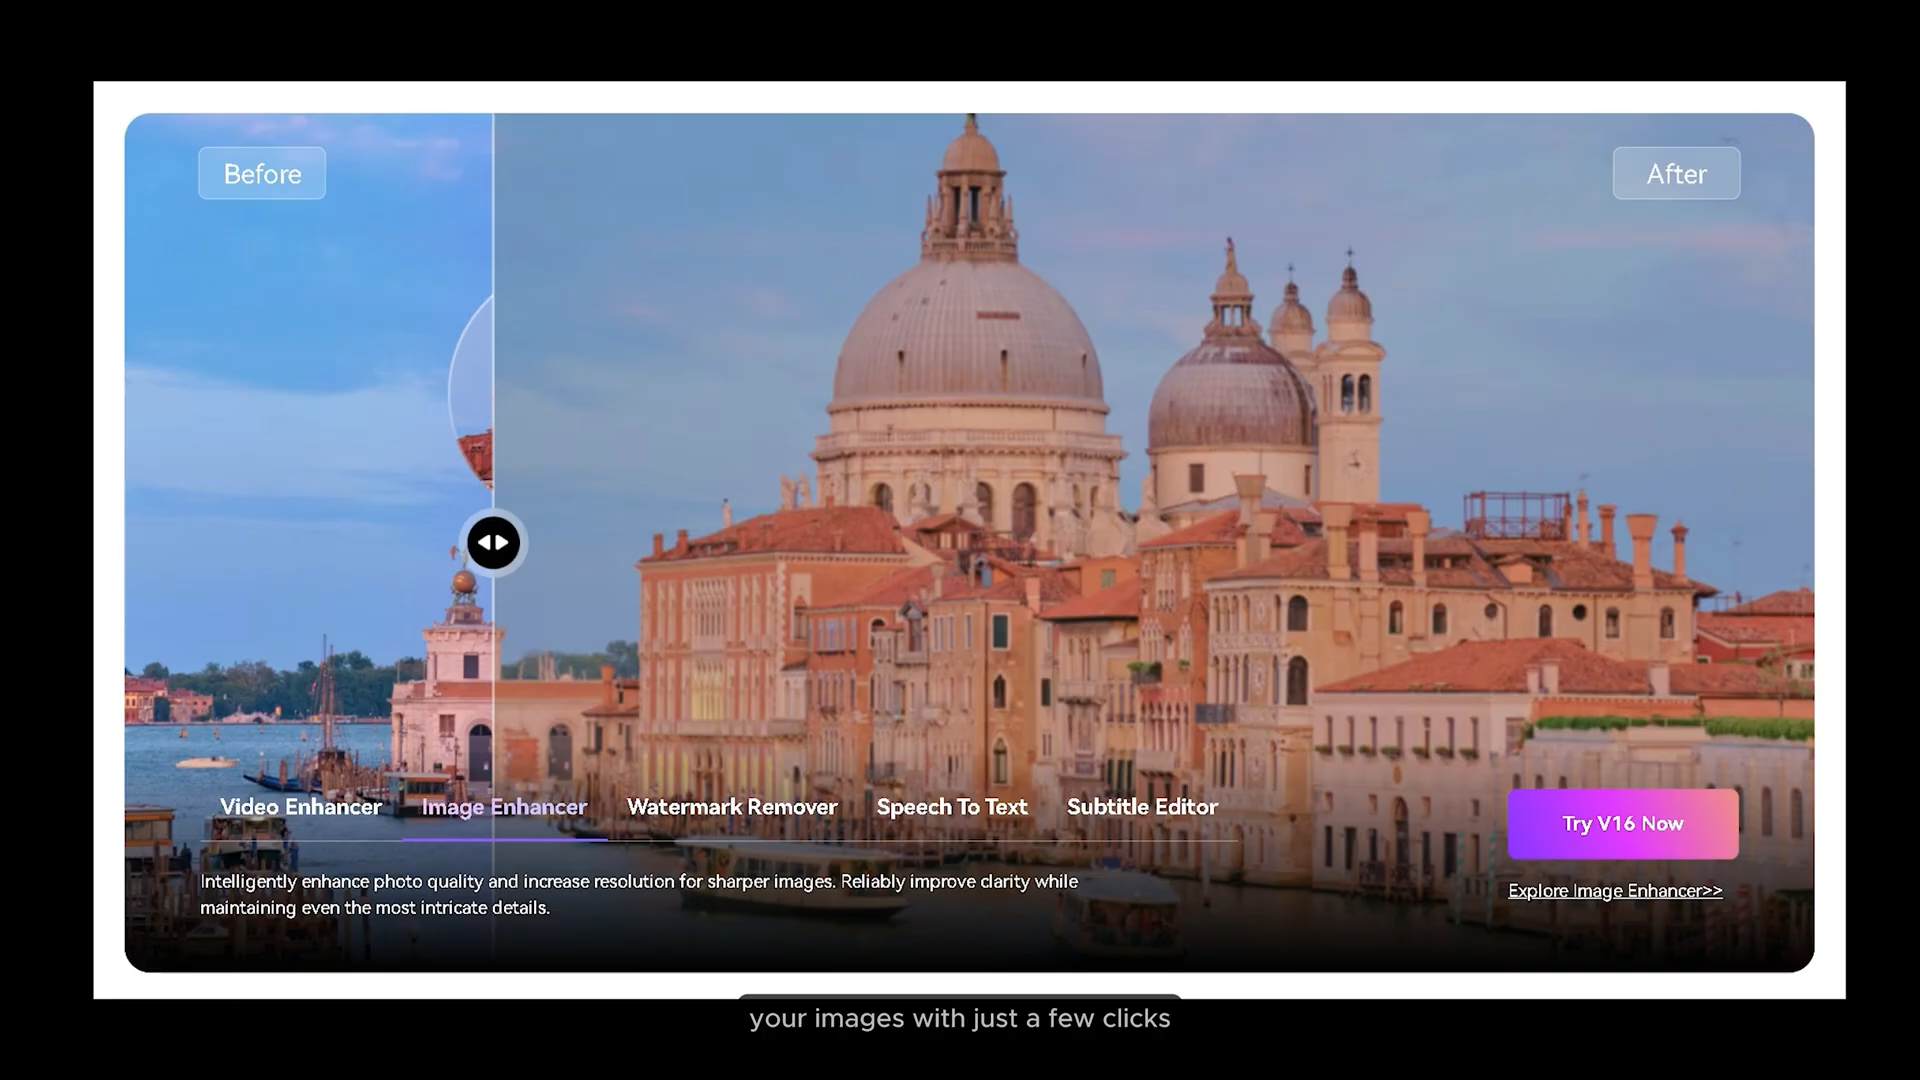 Before
After
Video Enhancer
Image Enhancer
Watermark Remover
Speech To Text
Subtitle Editor
Intelligently enhance photo quality and increase resolution for sharper images. Reliably improve clarity while
maintaining even the most intricate details.
Try V16 Now
Explore Image Enhancer>>
your images with just a few clicks